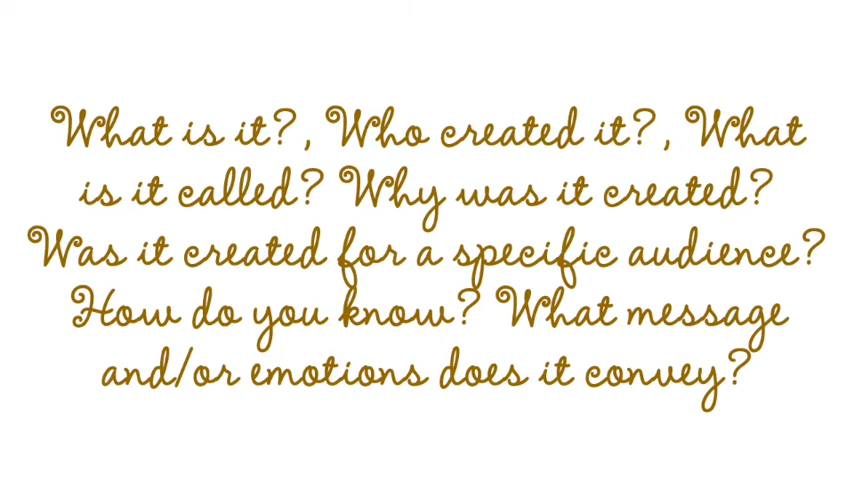 What is it?, Who created it?, What
is it called? Why was it created?
Was it created for a specific audience?
How do you know? What message
and/or emotions does it convey?